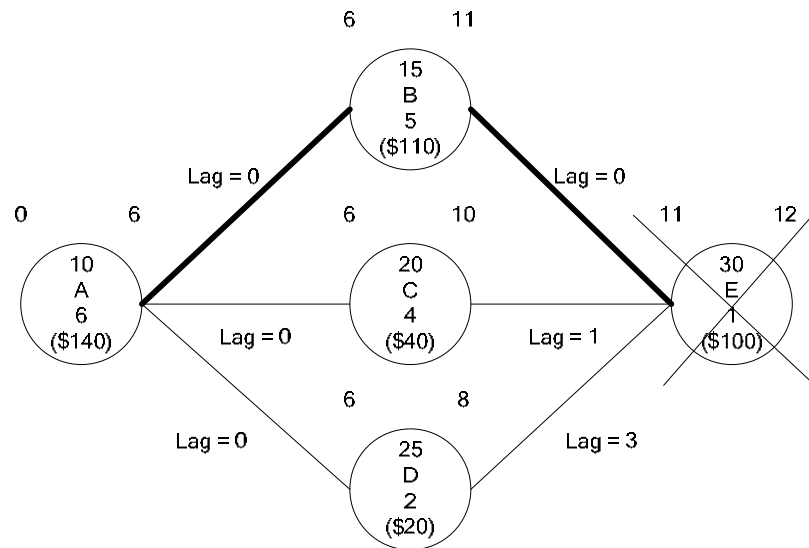 6 11
15
B
5
($110)
Lag = 0 Lag = 0
0 6 6 10 11 12
10
A
6
($140)
20
C
4
($40)
30
E
1
($100)
Lag = 0 Lag = 1
6 8
Lag = 0 Lag = 3
25
D
2
($20)